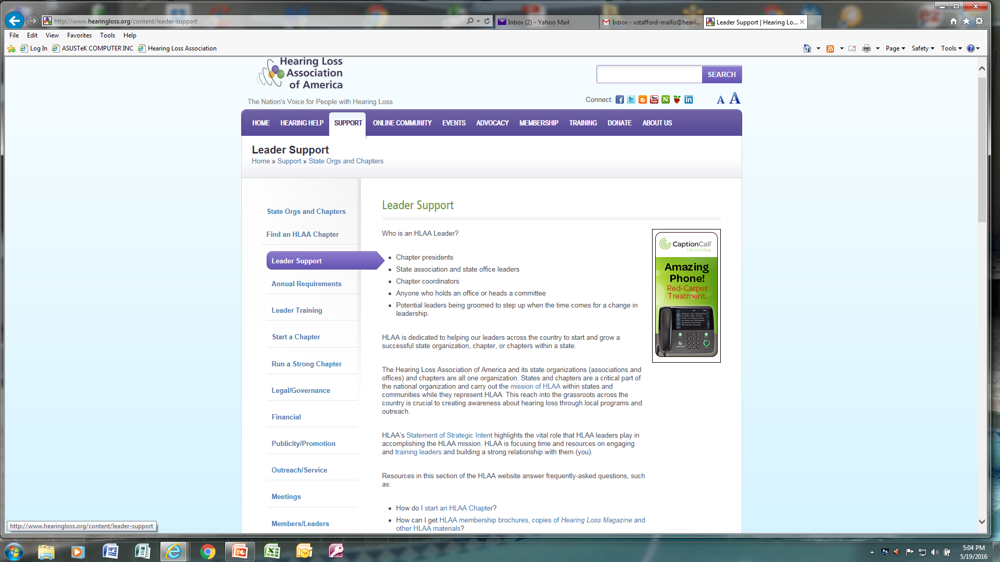 http://www.hearingloss.org/content/leader-support
Inbox (2) - Yahoo Mail
Inbox - vstafford-mallis@heari...
Leader Support | Hearing Lo...
File Edit View Favorites Tools Help
Log In
ASUSTeK COMPUTER INC
Hearing Loss Association
Page Safety Tools
Hearing Loss
Association
of America
The Nation's Voice for People with Hearing Loss
SEARCH
Connect:
A A
HOME HEARING HELP SUPPORT ONLINE COMMUNITY EVENTS ADVOCACY MEMBERSHIP TRAINING DONATE ABOUT US
Leader Support
Home » Support » State Orgs and Chapters
State Orgs and Chapters
Find an HLAA Chapter
Leader Support
Annual Requirements
Leader Training
Start a Chapter
Run a Strong Chapter
Legal/Governance
Financial
Publicity/Promotion
Outreach/Service
Meetings
Members/Leaders
Leader Support
Who is an HLAA Leader?
• Chapter presidents
• State association and state office leaders
• Chapter coordinators
• Anyone who holds an office or heads a committee
• Potential leaders being groomed to step up when the time comes for a change in
leadership.
HLAA is dedicated to helping our leaders across the country to start and grow a
successful state organization, chapter, or chapters within a state.
The Hearing Loss Association of America and its state organizations (associations and
offices) and chapters are all one organization. States and chapters are a critical part of
the national organization and carry out the mission of HLAA within states and
communities while they represent HLAA. This reach into the grassroots across the
country is crucial to creating awareness about hearing loss through local programs and
outreach.
HLAA's Statement of Strategic Intent highlights the vital role that HLAA leaders play in
accomplishing the HLAA mission. HLAA is focusing time and resources on engaging
and training leaders and building a strong relationship with them (you).
Resources in this section of the HLAA website answer frequently-asked questions, such
as:
• How do I start an HLAA Chapter?
• How can I get HLAA membership brochures, copies of Hearing Loss Magazine and
other HLAA materials?
CaptionCall
Life is Calling
Amazing
Phone!
Red-Carpet
Treatment.
http://www.hearingloss.org/content/leader-support
5:04 PM
5/19/2016